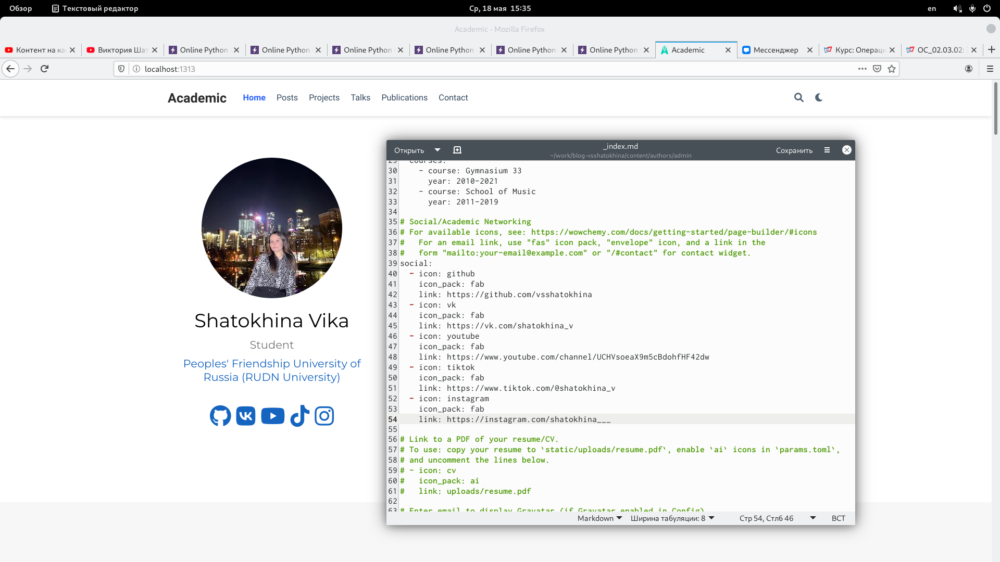 Обзор
Текстовый редактор
Ср, 18 мая 15:35
en
Academic - Mozilla Firefox
Контент на ка
Виктория Шат
Online Python
Online Python
Online Python
Online Python
Online Python
Online Python
Academic
Мессенджер
Курс: Операци
ОС_02.03.02:
localhost:1313
Academic
Home
Posts
Projects
Talks
Publications
Contact
Shatokhina Vika
Student
Peoples' Friendship University of
Russia (RUDN University)
Открыть
_index.md
~/work/blog-vsshatokhina/content/authors/admin
Сохранить
29 courses:
30 - course: Gymnasium 33
31 year: 2010-2021
32 - course: School of Music
33 year: 2011-2019
34
35 # Social/Academic Networking
36 # For available icons, see: https://wowchemy.com/docs/getting-started/page-builder/#icons
37 # For an email link, use "fas" icon pack, "envelope" icon, and a link in the
38 # form "mailto:your-email@example.com" or "/#contact" for contact widget.
39 social:
40 - icon: github
41 icon_pack: fab
42 link: https://github.com/vsshatokhina
43 - icon: vk
44 icon_pack: fab
45 link: https://vk.com/shatokhina_v
46 - icon: youtube
47 icon_pack: fab
48 link: https://www.youtube.com/channel/UCHVsoeaX9m5cBdohfHF42dw
49 - icon: tiktok
50 icon_pack: fab
51 link: https://www.tiktok.com/@shatokhina_v
52 - icon: instagram
53 icon_pack: fab
54 link: https://instagram.com/shatokhina___
55
56 # Link to a PDF of your resume/CV.
57 # To use: copy your resume to `static/uploads/resume.pdf`, enable `ai` icons in `params.toml`,
58 # and uncomment the lines below.
59 # - icon: cv
60 # icon_pack: ai
61 # link: uploads/resume.pdf
62
63 # Enter email to display Gravatar (if Gravatar enabled in Config)
Markdown
Ширина табуляции: 8
Стр 54, Стлб 46
ВСТ